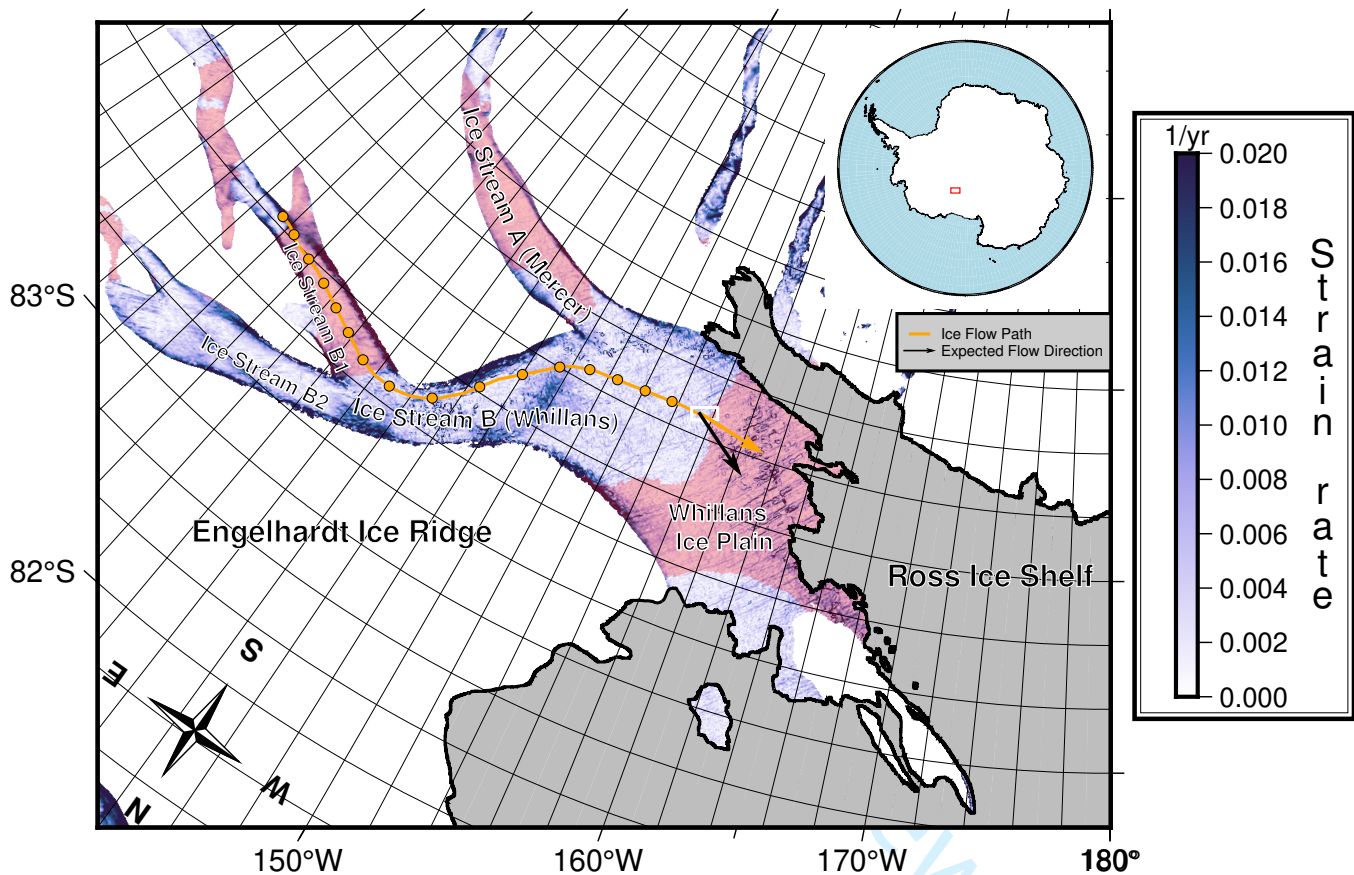 83°S
82°S
150°W
160°W
170°W
180°
Ice Stream A (Mercer)
Ice Stream B1
Ice Stream B2
Ice Stream B (Whillans)
Whillans
Ice Plain
Engelhardt Ice Ridge
Ross Ice Shelf
S
E
W
N
Ice Flow Path
Expected Flow Direction
1/yr
0.020
0.018
0.016
0.014
0.012
0.010
0.008
0.006
0.004
0.002
0.000
Strain rate